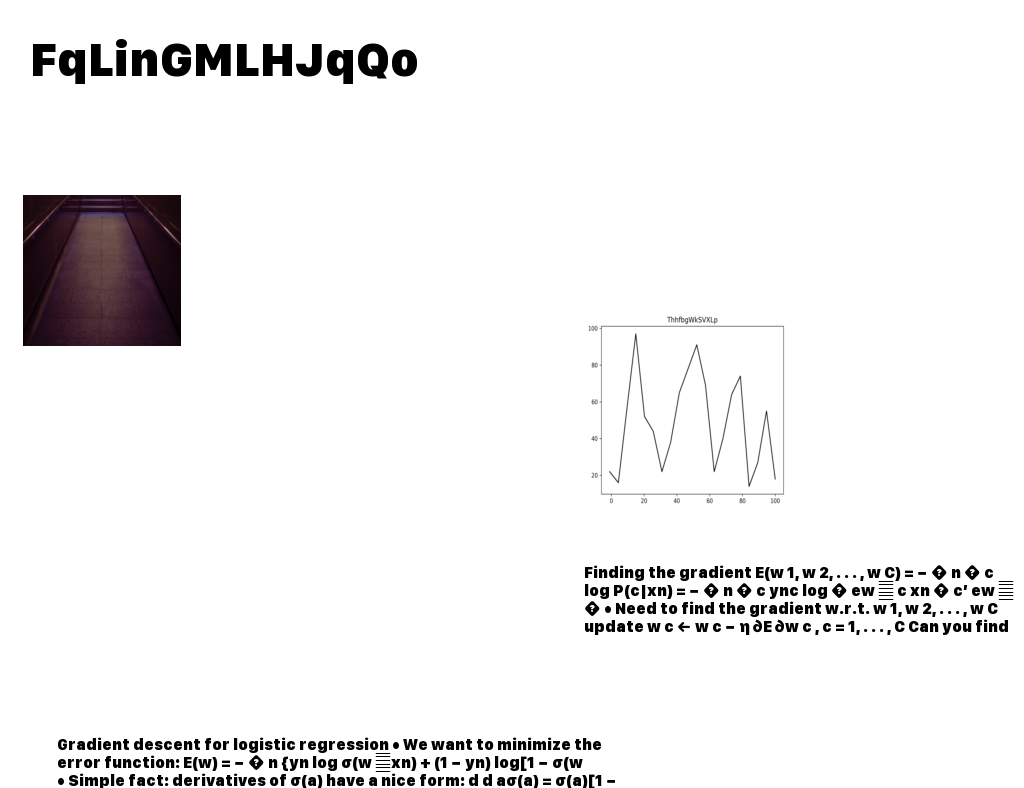 FqLinGMLHJqQo
ThhfbgWkSVXLp
100
80
60
40
20
0 20 40 60 80 100
Finding the gradient E(w 1, w 2, . . . , w C) = − � n � c
log P(c|xn) = − � n � c ync log � ew ▒ c xn � c′ ew ▒
� • Need to find the gradient w.r.t. w 1, w 2, . . . , w C
update w c ← w c − η ∂E ∂w c , c = 1, . . . , C Can you find
Gradient descent for logistic regression • We want to minimize the
error function: E(w) = − � n {yn log σ(w ▒xn) + (1 − yn) log[1 − σ(w
• Simple fact: derivatives of σ(a) have a nice form: d d aσ(a) = σ(a)[1 −